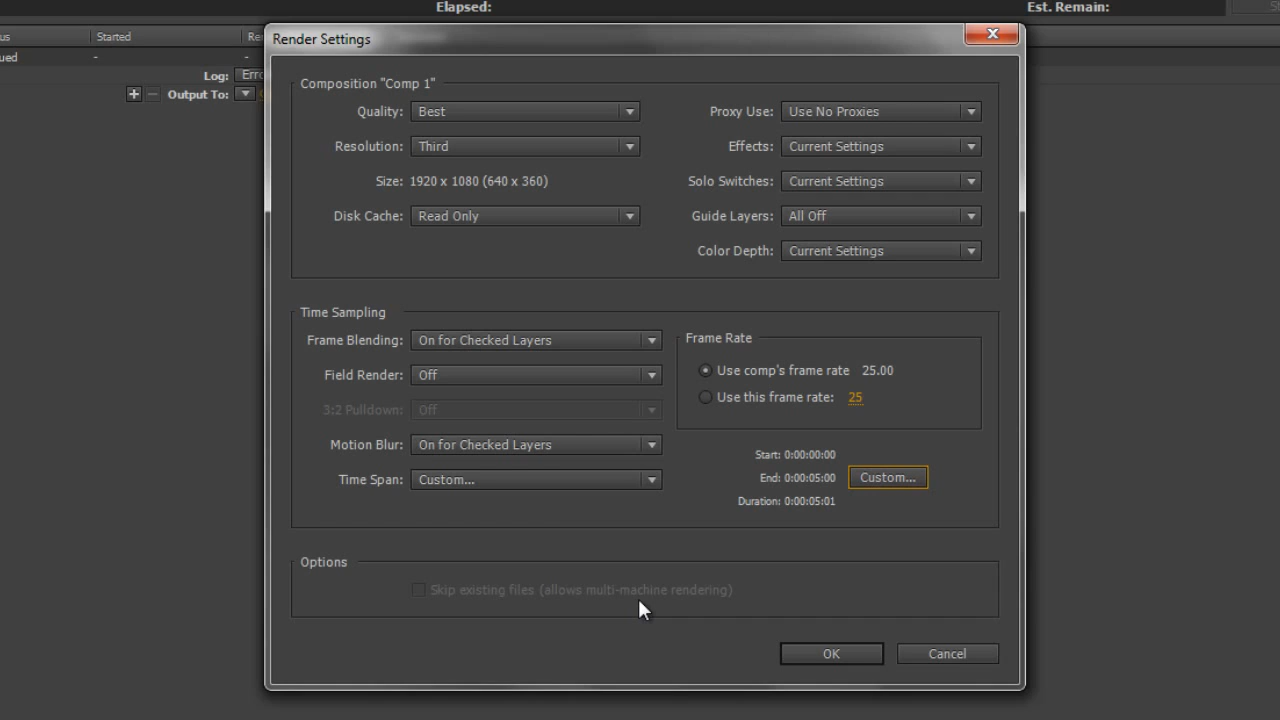 Elapsed: Est. Remain:
Render Settings
Started
-
-
Log:
Output To:
Composition "Comp 1"
Quality: Best Proxy Use: Use No Proxies
Resolution: Third Effects: Current Settings
Size: 1920 x 1080 (640 x 360) Solo Switches: Current Settings
Disk Cache: Read Only Guide Layers: All Off
Color Depth: Current Settings
Time Sampling
Frame Blending: On for Checked Layers
Field Render: Off
3:2 Pulldown: Off
Motion Blur: On for Checked Layers
Time Span: Custom...
Frame Rate
Use comp's frame rate 25.00
Use this frame rate: 25
Start: 0:00:00:00
End: 0:00:05:00 Custom...
Duration: 0:00:05:01
Options
Skip existing files (allows multi-machine rendering)
OK Cancel